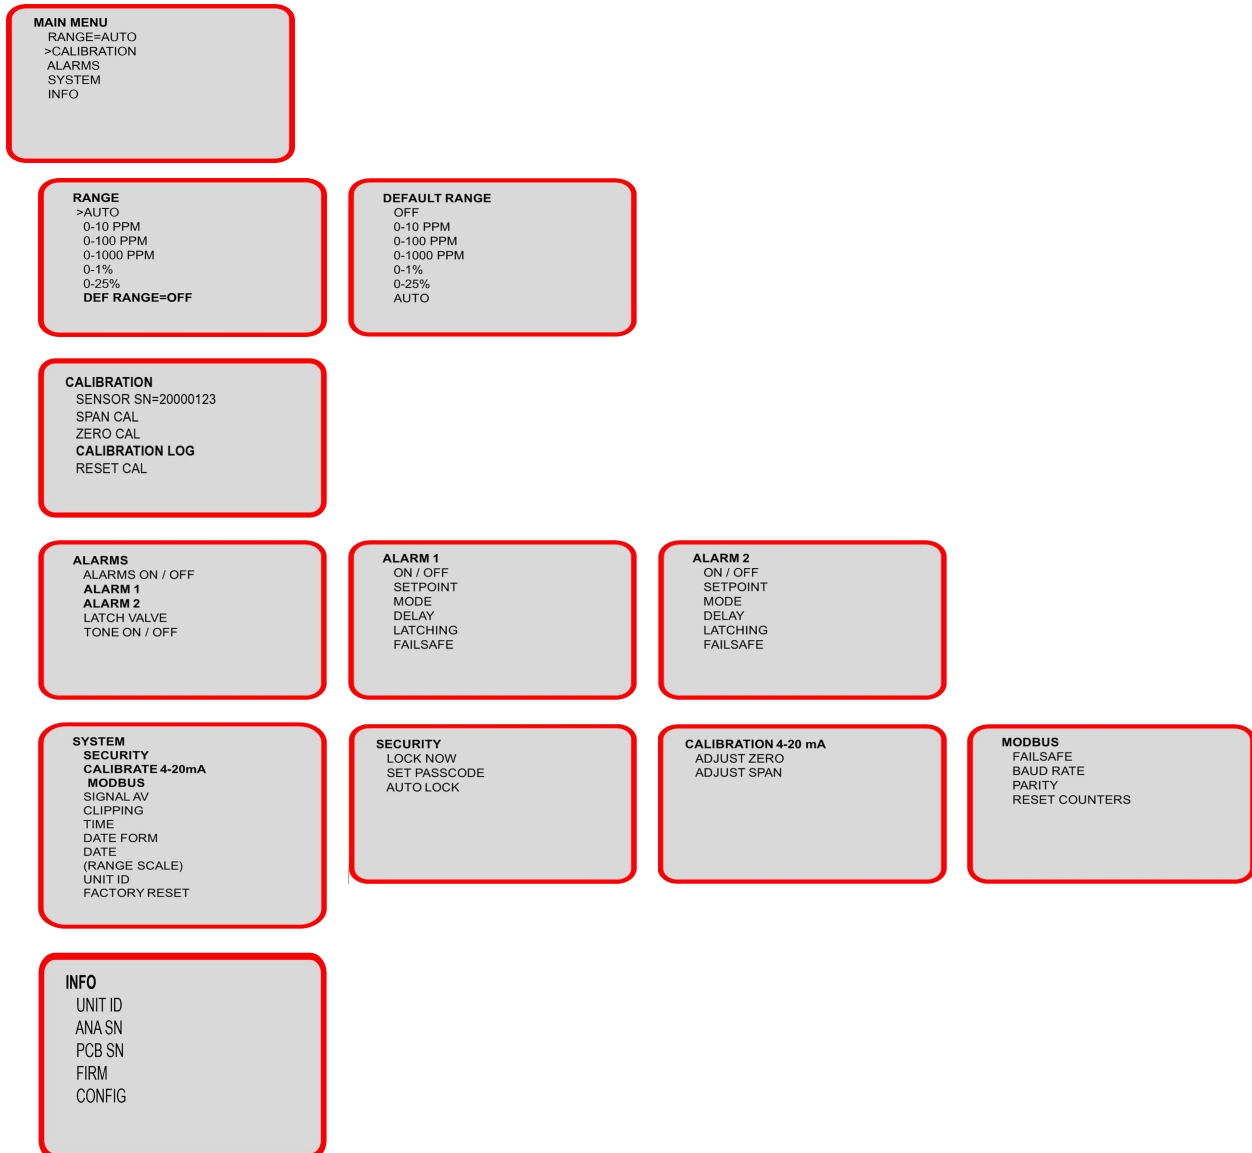 MAIN MENU
RANGE=AUTO
>CALIBRATION
ALARMS
SYSTEM
INFO
RANGE
>AUTO
0-10 PPM
0-100 PPM
0-1000 PPM
0-1%
0-25%
DEF RANGE=OFF
DEFAULT RANGE
OFF
0-10 PPM
0-100 PPM
0-1000 PPM
0-1%
0-25%
AUTO
CALIBRATION
SENSOR SN=20000123
SPAN CAL
ZERO CAL
CALIBRATION LOG
RESET CAL
ALARMS
ALARMS ON / OFF
ALARM 1
ALARM 2
LATCH VALVE
TONE ON / OFF
ALARM 1
ON / OFF
SETPOINT
MODE
DELAY
LATCHING
FAILSAFE
ALARM 2
ON / OFF
SETPOINT
MODE
DELAY
LATCHING
FAILSAFE
SYSTEM
SECURITY
CALIBRATE 4-20mA
MODBUS
SIGNAL AV
CLIPPING
TIME
DATE FORM
DATE
(RANGE SCALE)
UNIT ID
FACTORY RESET
SECURITY
LOCK NOW
SET PASSCODE
AUTO LOCK
CALIBRATION 4-20 mA
ADJUST ZERO
ADJUST SPAN
MODBUS
FAILSAFE
BAUD RATE
PARITY
RESET COUNTERS
INFO
UNIT ID
ANA SN
PCB SN
FIRM
CONFIG